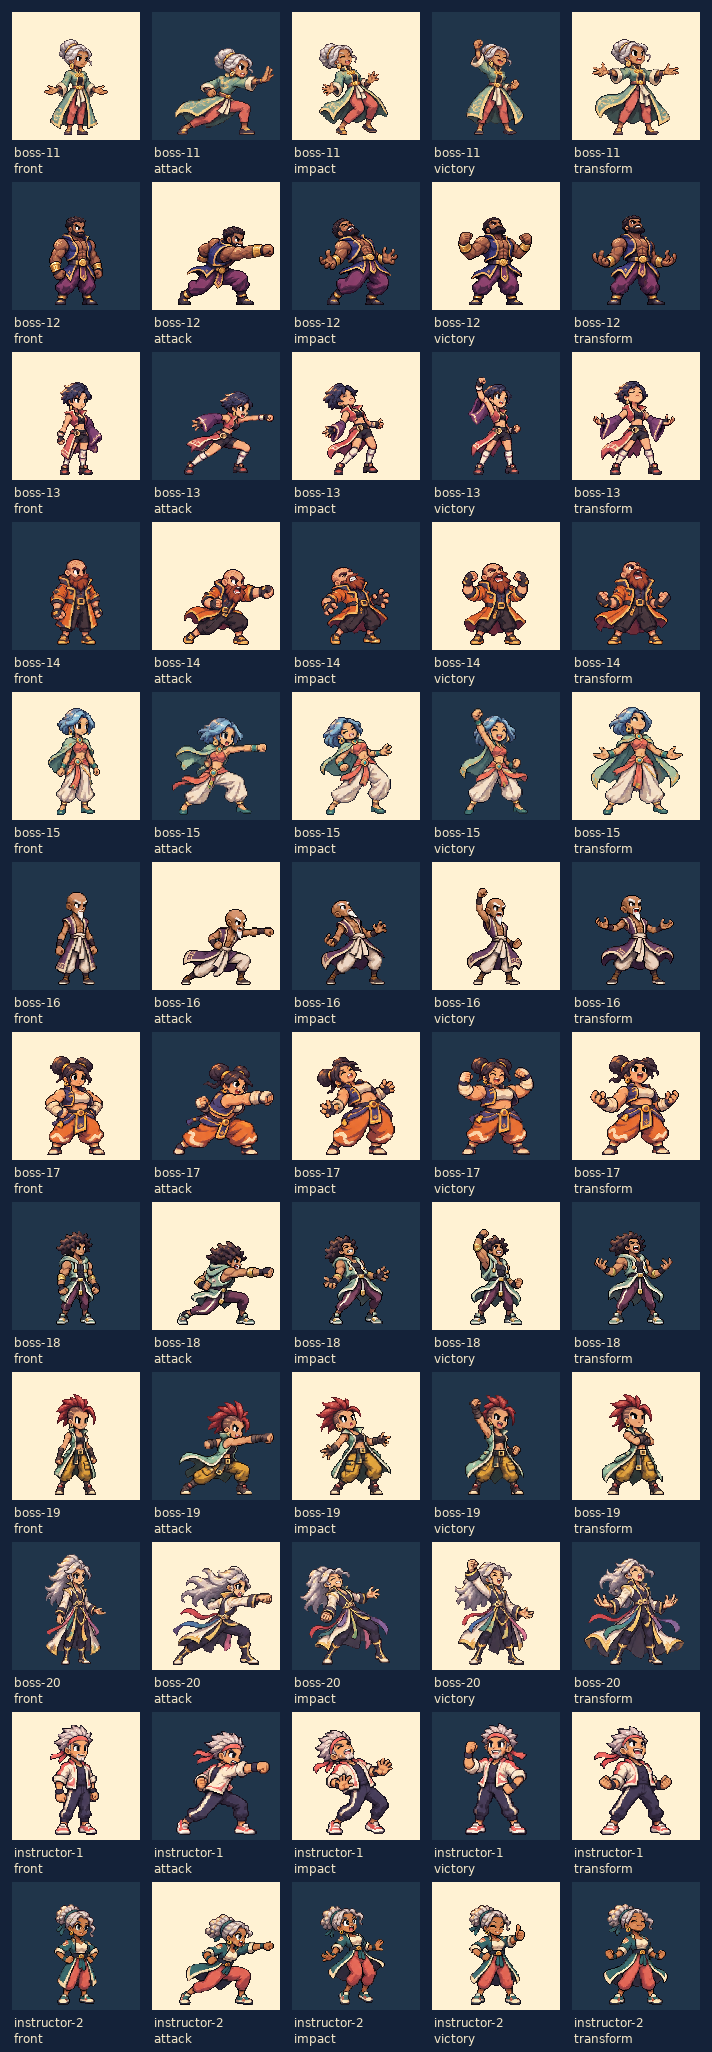 boss-11
front
boss-11
attack
boss-11
impact
boss-11
victory
boss-11
transform
boss-12
front
boss-12
attack
boss-12
impact
boss-12
victory
boss-12
transform
boss-13
front
boss-13
attack
boss-13
impact
boss-13
victory
boss-13
transform
boss-14
front
boss-14
attack
boss-14
impact
boss-14
victory
boss-14
transform
boss-15
front
boss-15
attack
boss-15
impact
boss-15
victory
boss-15
transform
boss-16
front
boss-16
attack
boss-16
impact
boss-16
victory
boss-16
transform
boss-17
front
boss-17
attack
boss-17
impact
boss-17
victory
boss-17
transform
boss-18
front
boss-18
attack
boss-18
impact
boss-18
victory
boss-18
transform
boss-19
front
boss-19
attack
boss-19
impact
boss-19
victory
boss-19
transform
boss-20
front
boss-20
attack
boss-20
impact
boss-20
victory
boss-20
transform
instructor-1
front
instructor-1
attack
instructor-1
impact
instructor-1
victory
instructor-1
transform
instructor-2
front
instructor-2
attack
instructor-2
impact
instructor-2
victory
instructor-2
transform